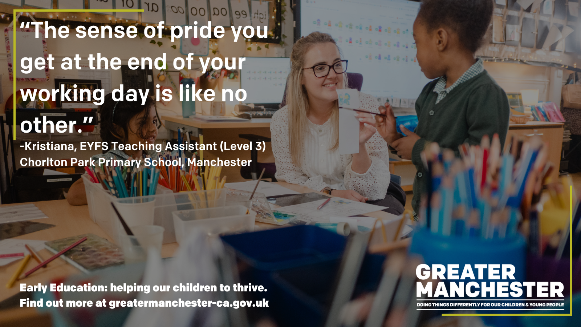 “The sense of pride you
get at the end of your
working day is like no
other.”
-Kristiana, EYFS Teaching Assistant (Level 3)
Chorlton Park Primary School, Manchester
Early Education: helping our children to thrive.
Find out more at greatermanchester-ca.gov.uk
GREATER
MANCHESTER
DOING THINGS DIFFERENTLY FOR OUR CHILDREN & YOUNG PEOPLE